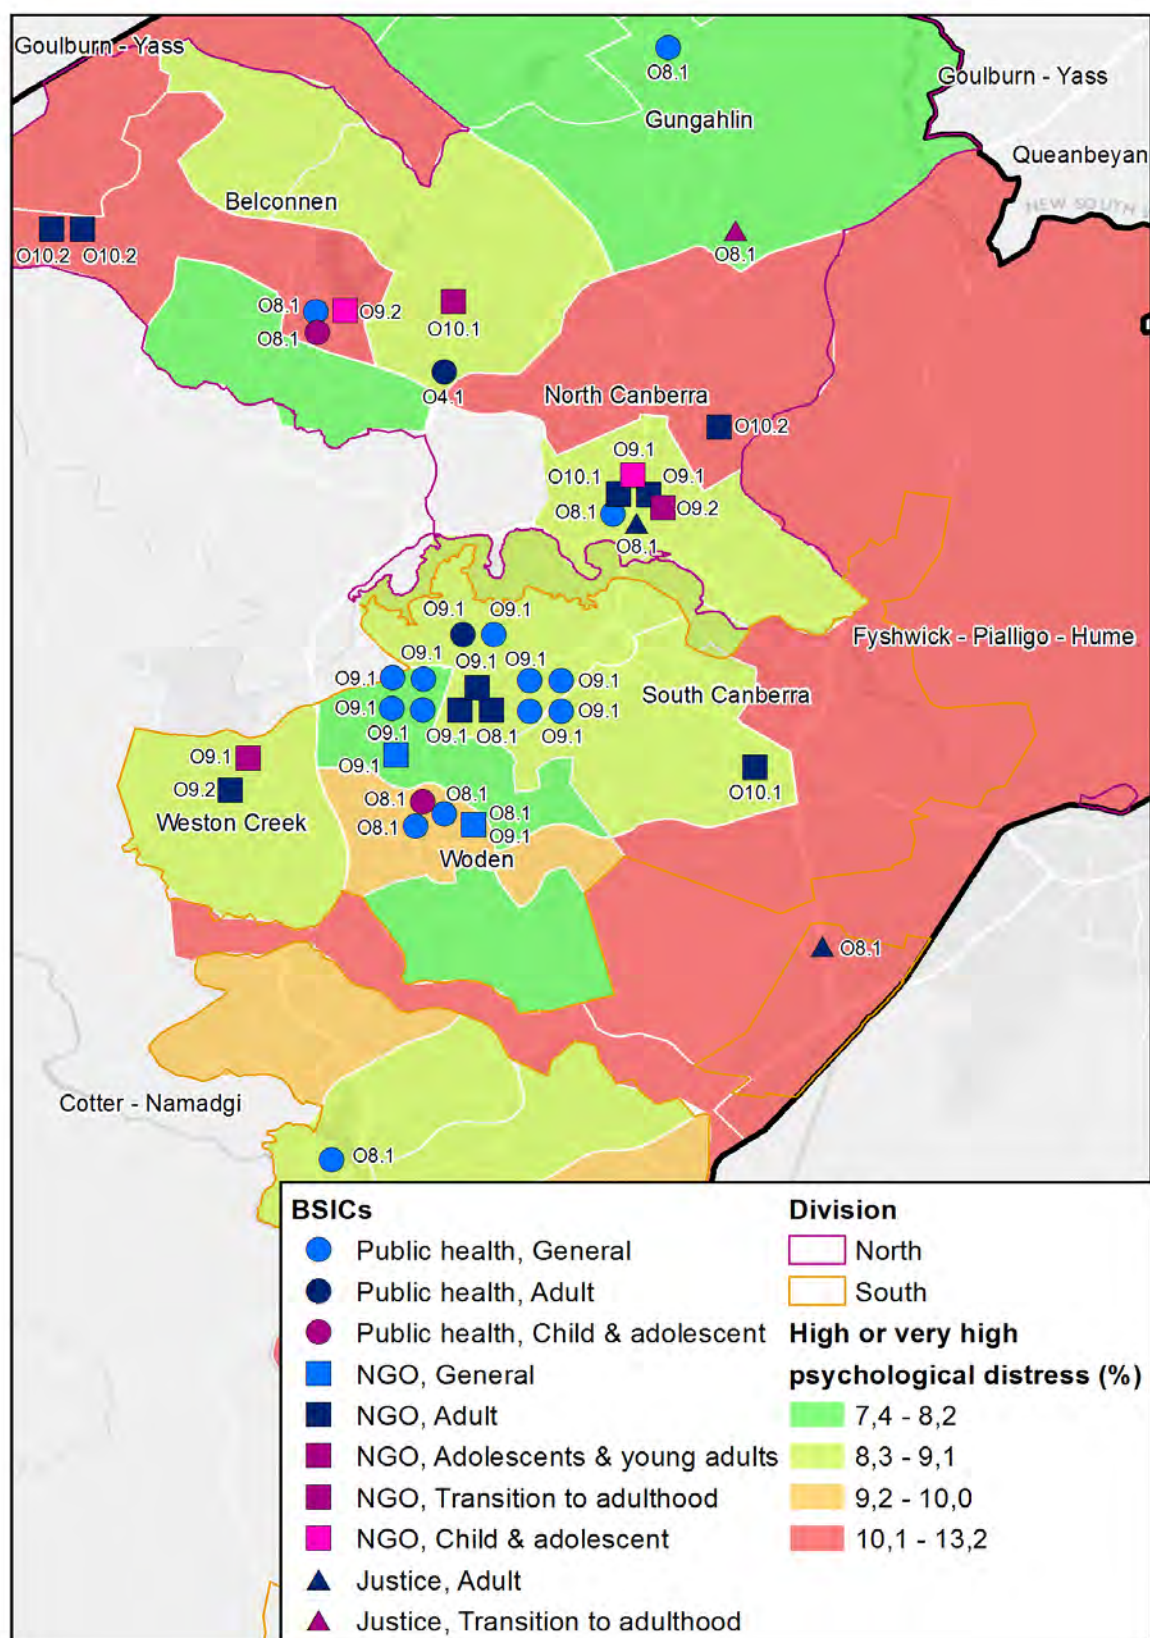 Goulburn - Yass
O8.1
Goulburn - Yass
Gungahlin
Queanbeyan
Belconnen
O10.2
O10.2
O8.1
O8.1
O9.2
O8.1
O10.1
O4.1
North Canberra
O10.2
O9.1
O10.1
O9.1
O8.1
O9.2
O8.1
O9.1
O9.1
Fyshwick - Pialligo - Hume
O9.1
O9.1
O9.1
O9.1
O9.1
South Canberra
O9.1
O9.1
O9.1
O9.1
O8.1
O9.1
O9.1
O9.1
O9.2
O10.1
Weston Creek
O8.1
O8.1
O8.1
O8.1
O9.1
Woden
O8.1
Cotter - Namadgi
O8.1
BSICs
Public health, General
Public health, Adult
Public health, Child & adolescent
NGO, General
NGO, Adult
NGO, Adolescents & young adults
NGO, Transition to adulthood
NGO, Child & adolescent
Justice, Adult
Justice, Transition to adulthood
Division
North
South
High or very high
psychological distress (%)
7,4 - 8,2
8,3 - 9,1
9,2 - 10,0
10,1 - 13,2